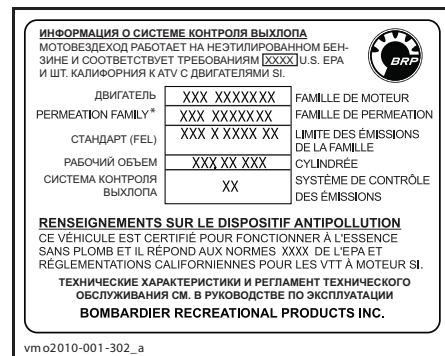 ИНФОРМАЦИЯ О СИСТЕМЕ КОНТРОЛЯ ВЫХЛОПА
МОТОВЕЗДЕХОД РАБОТАЕТ НА НЕЭТИЛИРОВАННОМ БЕН-
ЗИНЕ И СООТВЕТСТВУЕТ ТРЕБОВАНИЯМ XXXX U.S. EPA
И ШТ. КАЛИФОРНИЯ К ATV С ДВИГАТЕЛЯМИ SI.
BRP
ДВИГАТЕЛЬ XXX XXXXXXX FAMILLE DE MOTEUR
PERMEATION FAMILY* XXX XXXXXXX FAMILLE DE PERMEATION
СТАНДАРТ (FEL) XXX X XXXX XX LIMITE DES ÉMISSIONS
DE LA FAMILLE
РАБОЧИЙ ОБЪЕМ XXX, XX XXX CYLINDRÉE
СИСТЕМА КОНТРОЛЯ XX SYSTÈME DE CONTRÔLE
ВЫХЛОПА DES ÉMISSIONS
RENSEIGNEMENTS SUR LE DISPOSITIF ANTIPOLLUTION
CE VÉHICULE EST CERTIFIÉ POUR FONCTIONNER À L'ESSENCE
SANS PLOMB ET IL RÉPOND AUX NORMES XXXX DE L'EPA ET
RÉGLEMENTATIONS CALIFORNIENNES POUR LES VTT À MOTEUR SI.
ТЕХНИЧЕСКИЕ ХАРАКТЕРИСТИКИ И РЕГЛАМЕНТ ТЕХНИЧЕСКОГО
ОБСЛУЖИВАНИЯ СМ. В РУКОВОДСТВЕ ПО ЭКСПЛУАТАЦИИ
BOMBARDIER RECREATIONAL PRODUCTS INC.
vmo2010-001-302_a